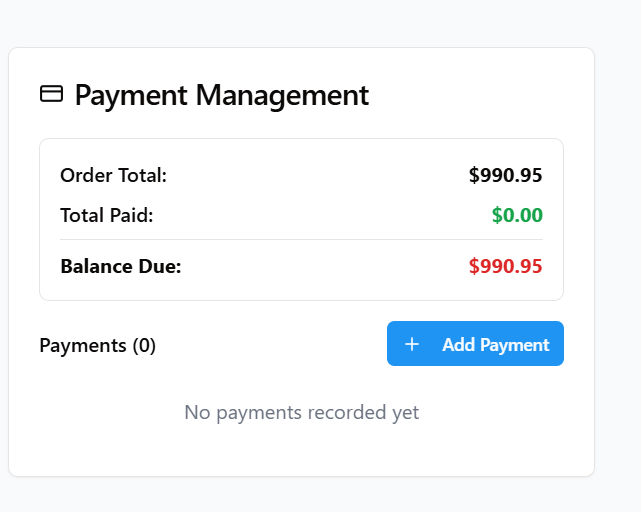 Payment Management
Order Total: $990.95
Total Paid: $0.00
Balance Due: $990.95
Payments (0) + Add Payment
No payments recorded yet